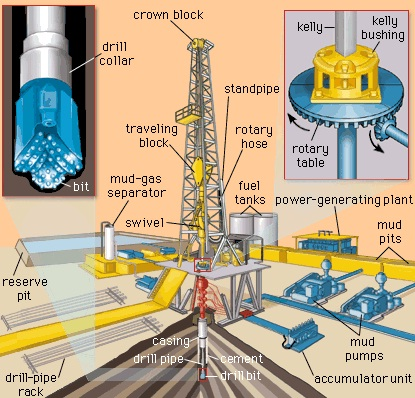 crown block
kelly
kelly
bushing
drill
collar
standpipe
traveling
block
rotary
hose
rotary
table
bit
mud-gas
separator
fuel
tanks
power-generating plant
swivel
mud
pits
reserve
pit
casing
mud
pumps
drill pipe
cement
drill-pipe
rack
drill bit
accumulator unit